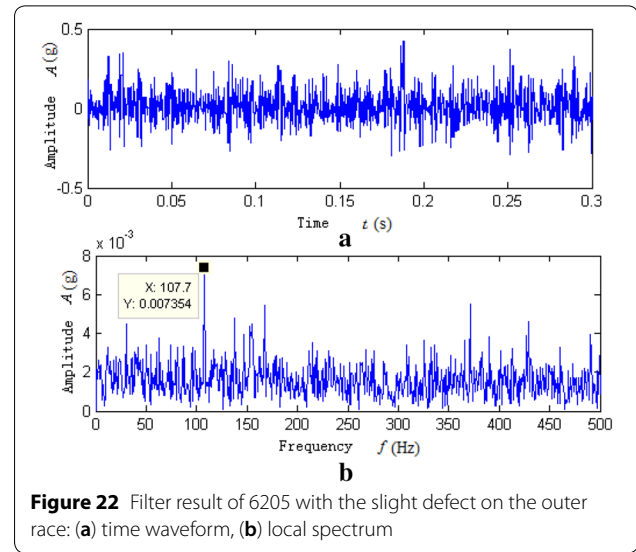 0.5
0
-0.5
Amplitude A (g)
0 0.05 0.1 0.15 0.2 0.25 0.3
Time t (s)
a
x 10-3
8
6
4
2
0
Amplitude A (g)
X: 107.7
Y: 0.007354
0 50 100 150 200 250 300 350 400 450 500
Frequency f (Hz)
b
Figure 22 Filter result of 6205 with the slight defect on the outer
race: (a) time waveform, (b) local spectrum